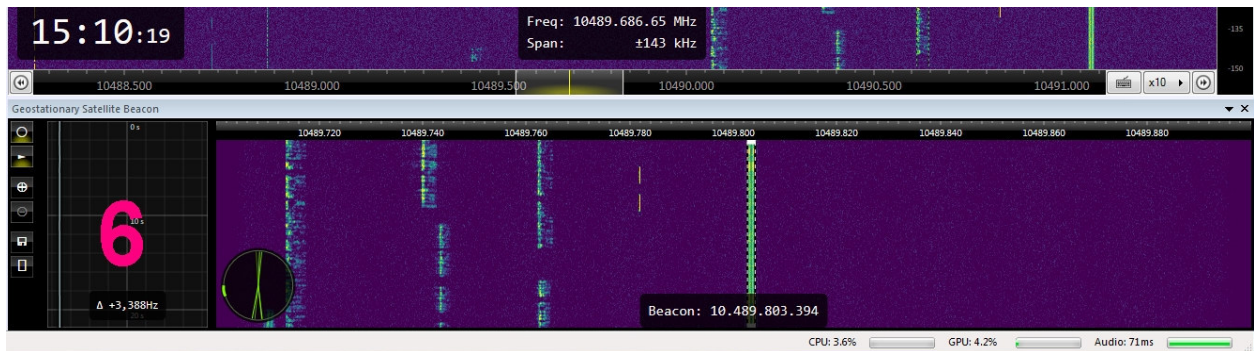 15:10:19
Freq: 10489.686.65 MHz
Span: ±143 kHz
-135
-150
10488.500 10489.000 10489.500 10490.000 10490.500 10491.000 x10
Geostationary Satellite Beacon
0 s
10489.720 10489.740 10489.760 10489.780 10489.800 10489.820 10489.840 10489.860 10489.880
6
10 s
Δ +3,388Hz
20 s
Beacon: 10.489.803.394
CPU: 3.6% GPU: 4.2% Audio: 71ms